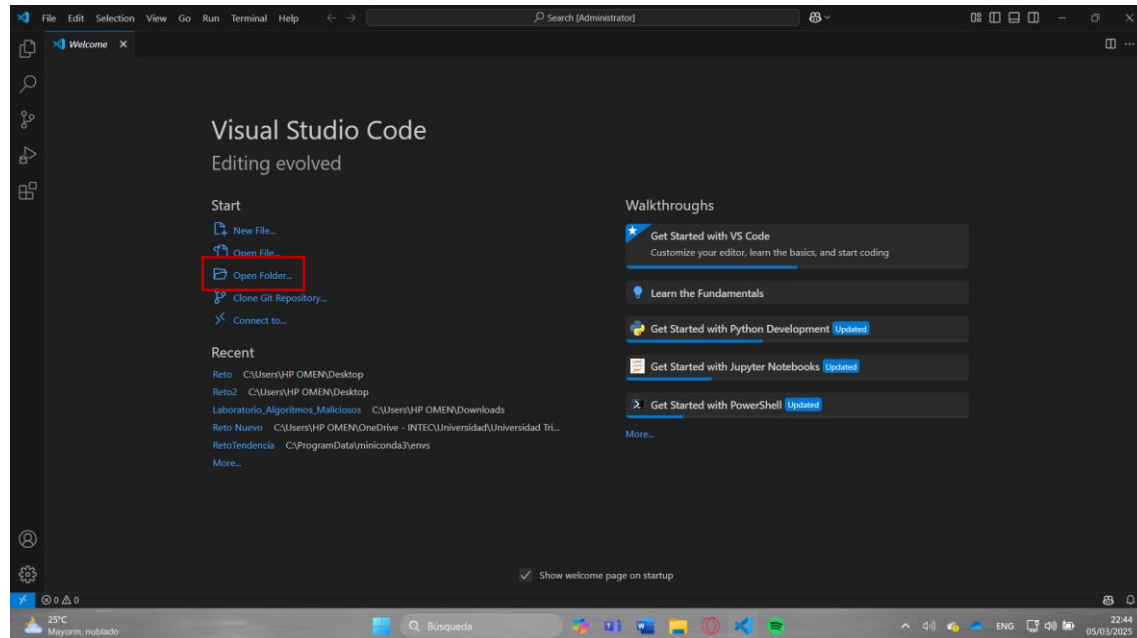 File Edit Selection View Go Run Terminal Help
Search [Administrator]
Welcome
Visual Studio Code
Editing evolved
Start
New File...
Open File...
Open Folder...
Clone Git Repository...
Connect to...
Recent
Reto C:\Users\HP OMEN\Desktop
Reto2 C:\Users\HP OMEN\Desktop
Laboratorio_Algoritmos_Maliciosos C:\Users\HP OMEN\Downloads
Reto Nuevo C:\Users\HP OMEN\OneDrive - INTEC\Universidad\Universidad Tri...
RetoTendencia C:\ProgramData\miniconda3\envs
More...
Walkthroughs
Get Started with VS Code
Customize your editor, learn the basics, and start coding
Learn the Fundamentals
Get Started with Python Development Updated
Get Started with Jupyter Notebooks Updated
Get Started with PowerShell Updated
More...
Show welcome page on startup
0 0
25°C
Mayorm. nublado
Búsqueda
ENG
22:44
05/03/2025